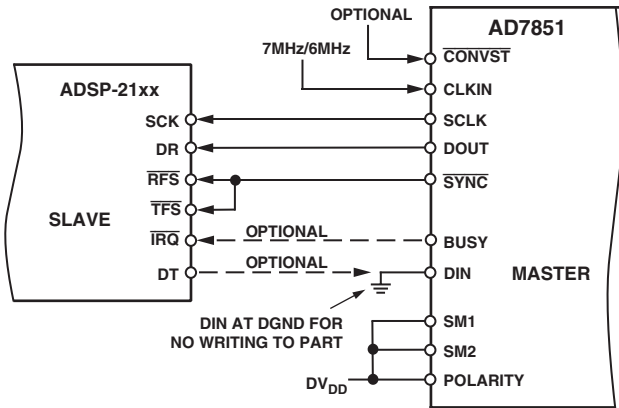 OPTIONAL
AD7851
7MHz/6MHz
CONVST
ADSP-21xx
CLKIN
SCK
SCLK
DR
DOUT
RFS
SYNC
TFS
SLAVE
OPTIONAL
IRQ
BUSY
OPTIONAL
DT
DIN
MASTER
DIN AT DGND FOR
NO WRITING TO PART
SM1
SM2
DVDD
POLARITY